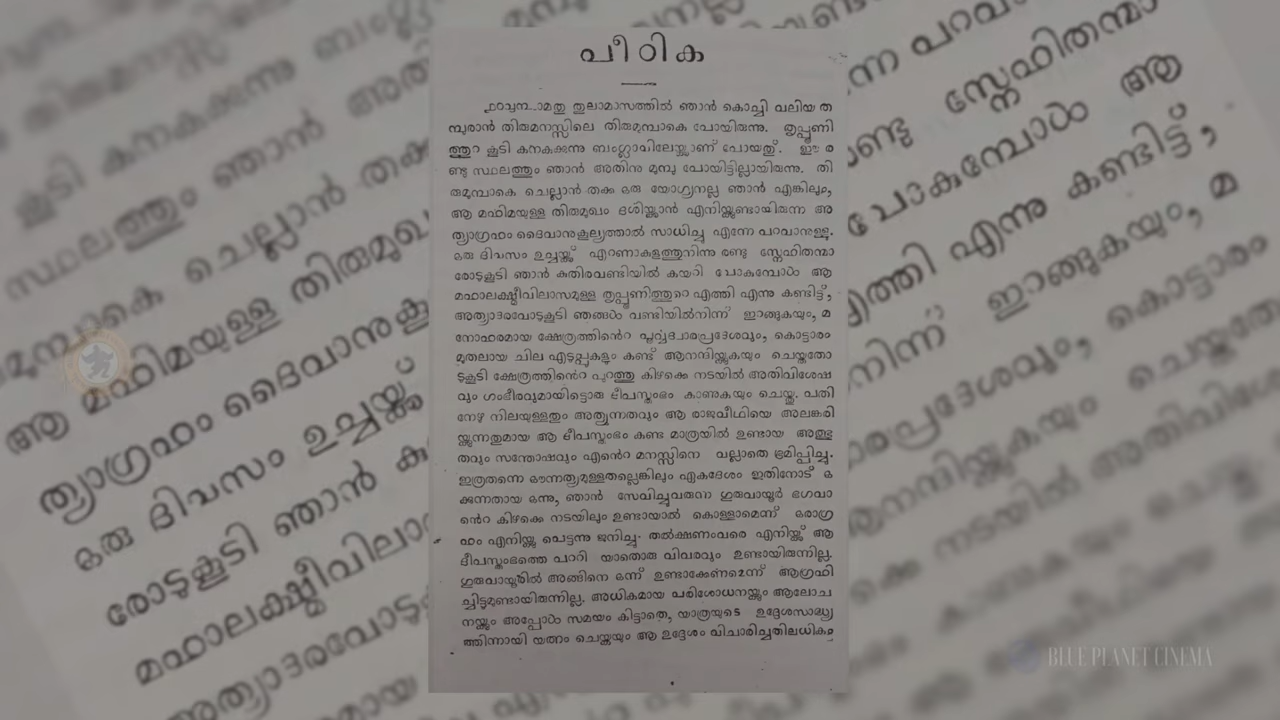 പീഠിക
൧൦൮൩ാമതു തുലാമാസത്തിൽ ഞാൻ കൊച്ചി വലിയ ത
മ്പുരാൻ തിരുമനസ്സിലെ തിരുമുമ്പാകെ പോയിരുന്നു. തൃപ്പൂണി
ത്തുറ കൂടി കനകക്കുന്നു ബംഗ്ലാവിലേയ്ക്കാണ് പോയതു്. ഈ ര
ണ്ടു സ്ഥലത്തും ഞാൻ അതിനു മുമ്പു പോയിട്ടില്ലായിരുന്നു. തി
രുമുമ്പാകെ ചെല്ലാൻ തക്ക ഒരു യോഗ്യനല്ല ഞാൻ എങ്കിലും,
ആ മഹിമയുള്ള തിരുമുഖം ദശിയ്ക്കാൻ എനിയ്ക്കുണ്ടായിരുന്ന അ
ത്യാഗ്രഹം ദൈവാനുകൂല്യത്താൽ സാധിച്ചു എന്നേ പറവാനുള്ളു.
ഒരു ദിവസം ഉച്ചയ്ക്ക് എറണാകുളത്തുനിന്നു രണ്ടു സ്നേഹിതന്മാ
രോടുകൂടി ഞാൻ കുതിരവണ്ടിയിൽ കയറി പോകുമ്പോൾ ആ
മഹാലക്ഷ്മീവിലാസമുള്ള തൃപ്പൂണിത്തുറെ എത്തി എന്നു കണ്ടിട്ട്,
അത്യാദരവോടുകൂടി ഞങ്ങൾ വണ്ടിയിൽനിന്ന് ഇറങ്ങുകയും, മ
നോഹരമായ ക്ഷേത്രത്തിൻെറ പൂർവ്വദ്വാരപ്രദേശവും, കൊട്ടാരം
മുതലായ ചില എടുപ്പുകളും കണ്ട് ആനന്ദിയ്ക്കുകയും ചെയ്തതോ
ടുകൂടി ക്ഷേത്രത്തിൻെറ പുറത്തു കിഴക്കെ നടയിൽ അതിവിശേഷ
വും ഗംഭീരവുമായിട്ടൊരു ദീപസ്തംഭം കാണുകയും ചെയ്തു. പതി
നേഴു നിലയുള്ളതും അത്യുന്നതവും ആ രാജവീഥിയെ അലങ്കരി
യ്ക്കുന്നതുമായ ആ ദീപസ്തംഭം കണ്ട മാത്രയിൽ ഉണ്ടായ അത്ഭു
തവും സന്തോഷവും എൻെറ മനസ്സിനെ വല്ലാതെ ഭ്രമിപ്പിച്ചു.
ഇത്രതന്നെ ഔന്നത്യമുള്ളതല്ലെങ്കിലും ഏകദേശം ഇതിനോട് ഒ
ക്കുന്നതായ ഒന്നു, ഞാൻ സേവിച്ചുവരുന്ന ഗുരുവായൂർ ഭഗവാ
ൻെറ കിഴക്കെ നടയിലും ഉണ്ടായാൽ കൊള്ളാമെന്ന് ഒരാഗ്ര
ഹം എനിയ്ക്കു പെട്ടന്നു ജനിച്ചു. തൽക്ഷണംവരെ എനിയ്ക്ക് ആ
ദീപസ്തംഭത്തെ പററി യാതൊരു വിവരവും ഉണ്ടായിരുന്നില്ല.
ഗുരുവായൂരിൽ അങ്ങിനെ ഒന്ന് ഉണ്ടാകേണമെന്ന് ആഗ്രഹി
ച്ചിട്ടുമുണ്ടായിരുന്നില്ല. അധികമായ പരിശോധനയ്ക്കും ആലോച
നയ്ക്കും അപ്പോൾ സമയം കിട്ടാതെ, യാത്രയുടെ ഉദ്ദേശസാദ്ധ്യ
ത്തിന്നായി യത്നം ചെയ്കയും ആ ഉദ്ദേശം വിചാരിച്ചതിലധികം
BLUE PLANET CINEMA